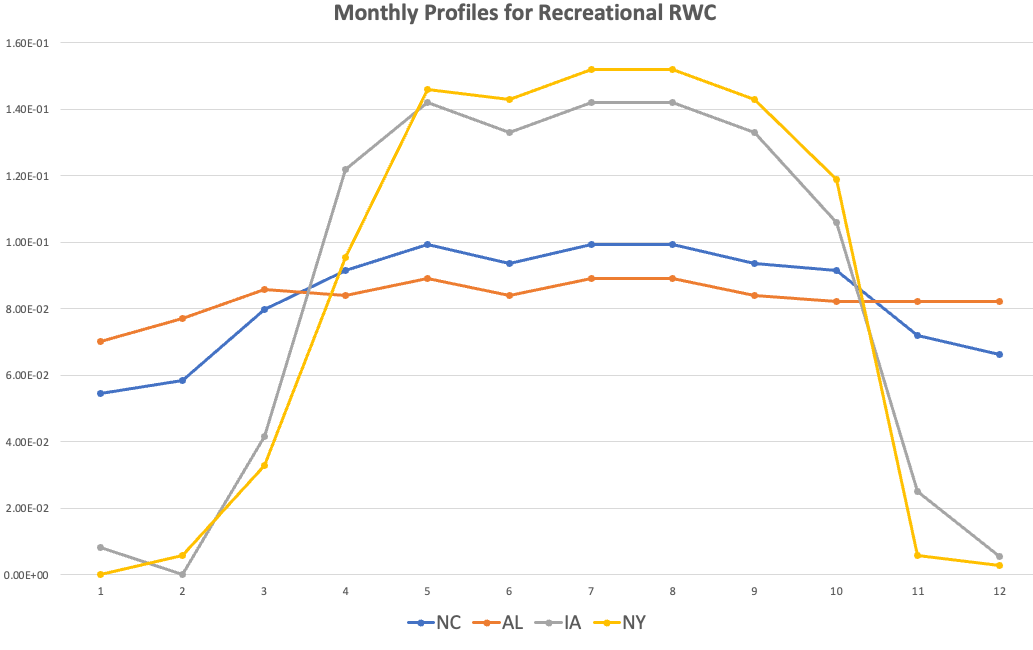 Monthly Profiles for Recreational RWC
1.60E-01
1.40E-01
1.20E-01
1.00E-01
8.00E-02
6.00E-02
4.00E-02
2.00E-02
0.00E+00
1 2 3 4 5 6 7 8 9 10 11 12
NC AL IA NY